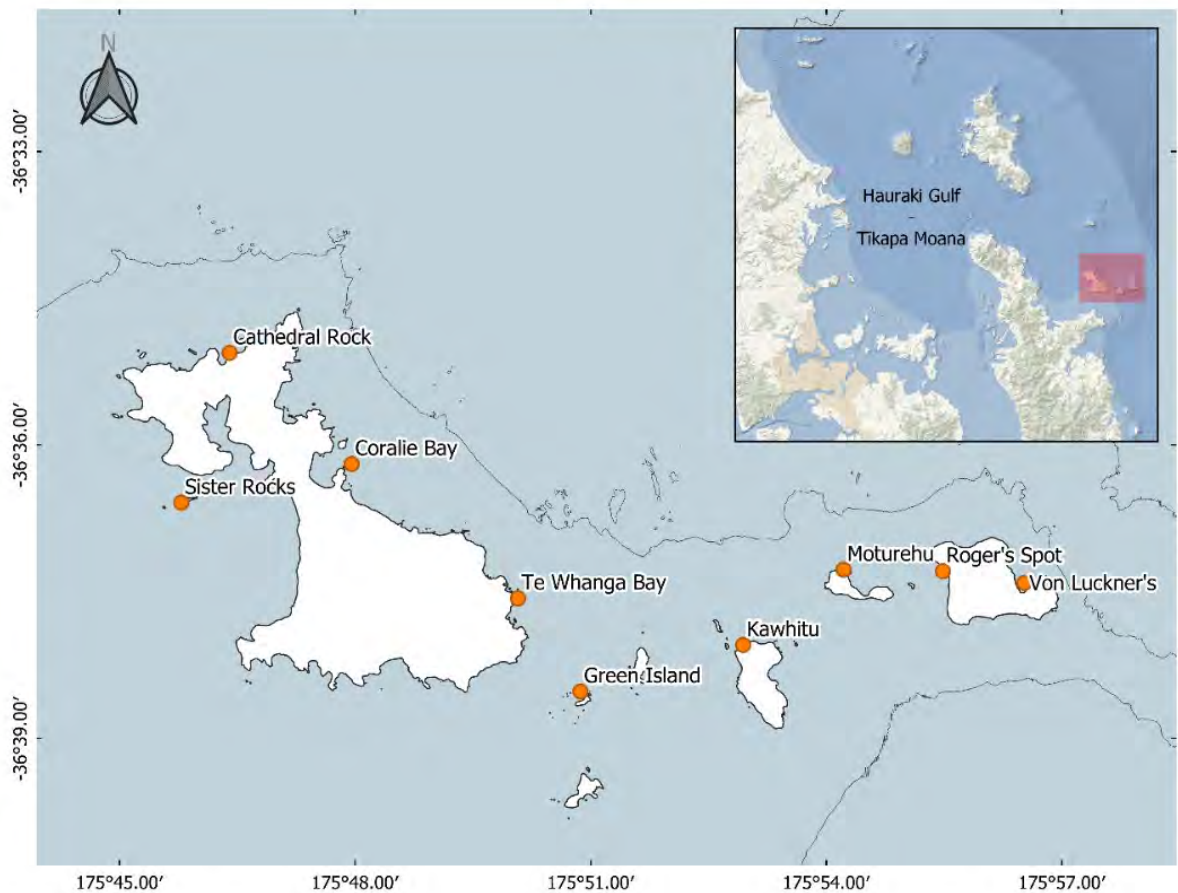 N
Hauraki Gulf
-
Tikapa Moana
-36°33.00'
-36°36.00'
-36°39.00'
Cathedral Rock
Coralie Bay
Sister Rocks
Te Whanga Bay
Moturehu
Roger's Spot
Von Luckner's
Kawhitu
Green Island
175°45.00'
175°48.00'
175°51.00'
175°54.00'
175°57.00'